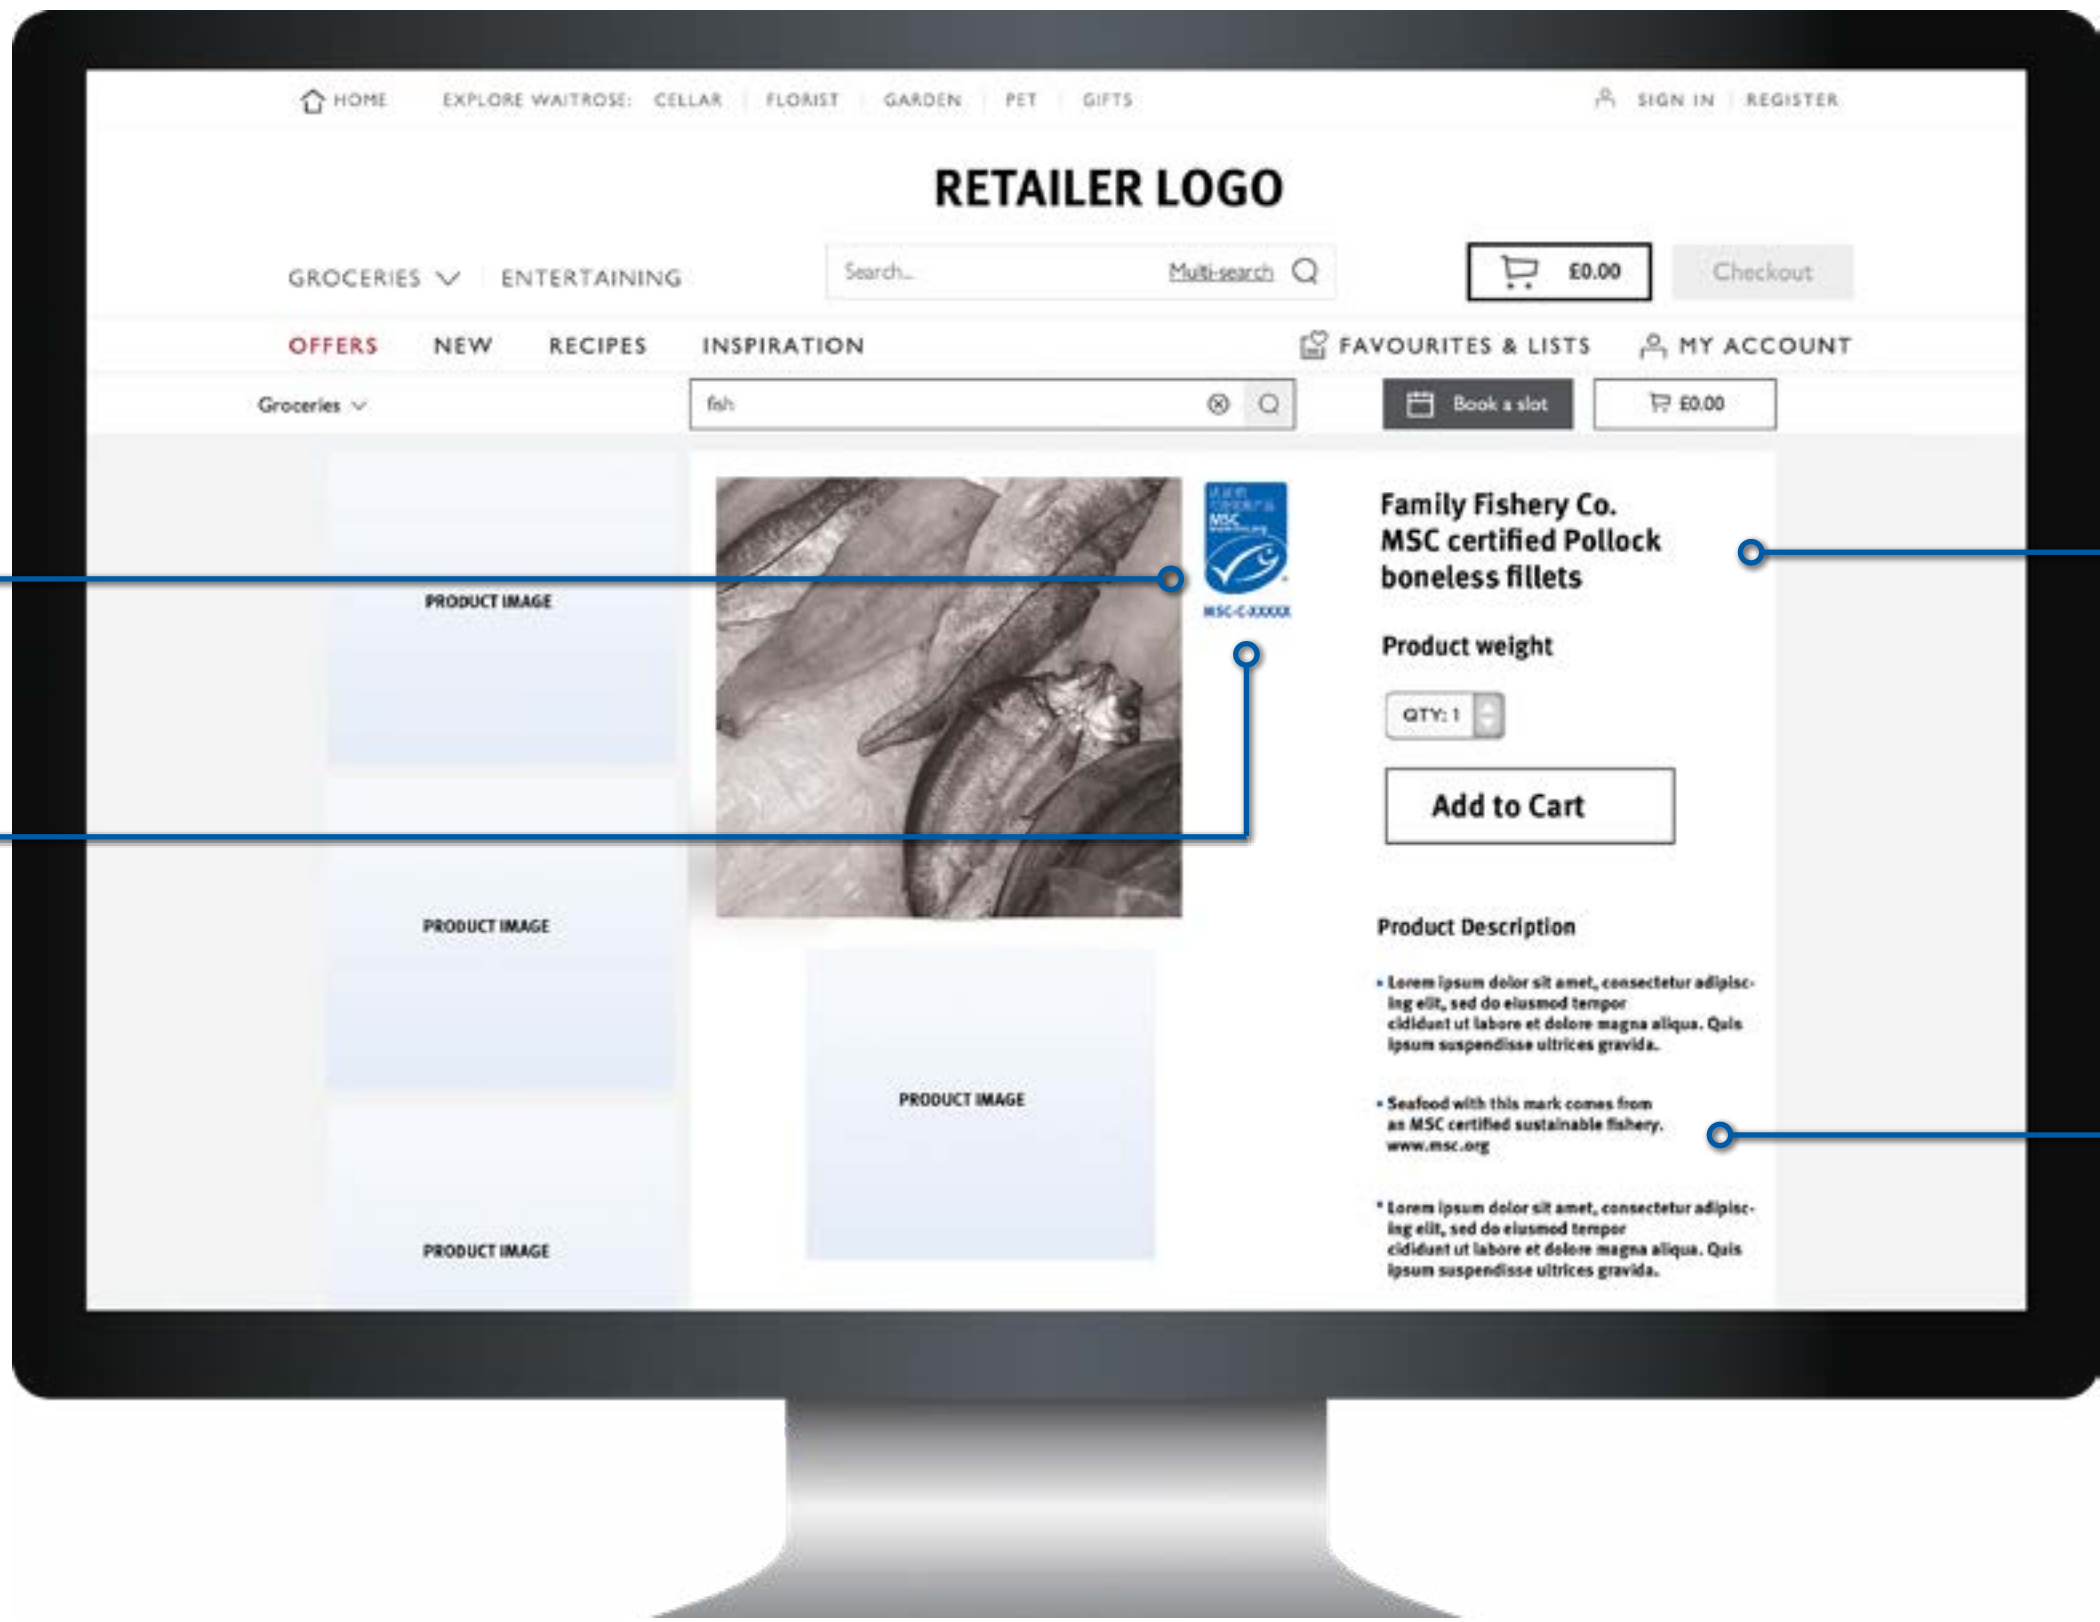 HOME EXPLORE WAITROSE: CELLAR FLORIST GARDEN PET GIFTS SIGN IN REGISTER
RETAILER LOGO
GROCERIES ENTERTAINING Search... Multi-search £0.00 Checkout
OFFERS NEW RECIPES INSPIRATION FAVOURITES & LISTS MY ACCOUNT
Groceries fish Book a slot £0.00
MSC
www.msc.org
MSC-C-XXXXX
Family Fishery Co.
MSC certified Pollock
boneless fillets
Product weight
QTY: 1
Add to Cart
Product Description
• Lorem ipsum dolor sit amet, consectetur adipisc-
ing elit, sed do eiusmod tempor
cididunt ut labore et dolore magna aliqua. Quis
ipsum suspendisse ultrices gravida.
• Seafood with this mark comes from
an MSC certified sustainable fishery.
www.msc.org
• Lorem ipsum dolor sit amet, consectetur adipisc-
ing elit, sed do eiusmod tempor
cididunt ut labore et dolore magna aliqua. Quis
ipsum suspendisse ultrices gravida.
PRODUCT IMAGE
PRODUCT IMAGE
PRODUCT IMAGE
PRODUCT IMAGE